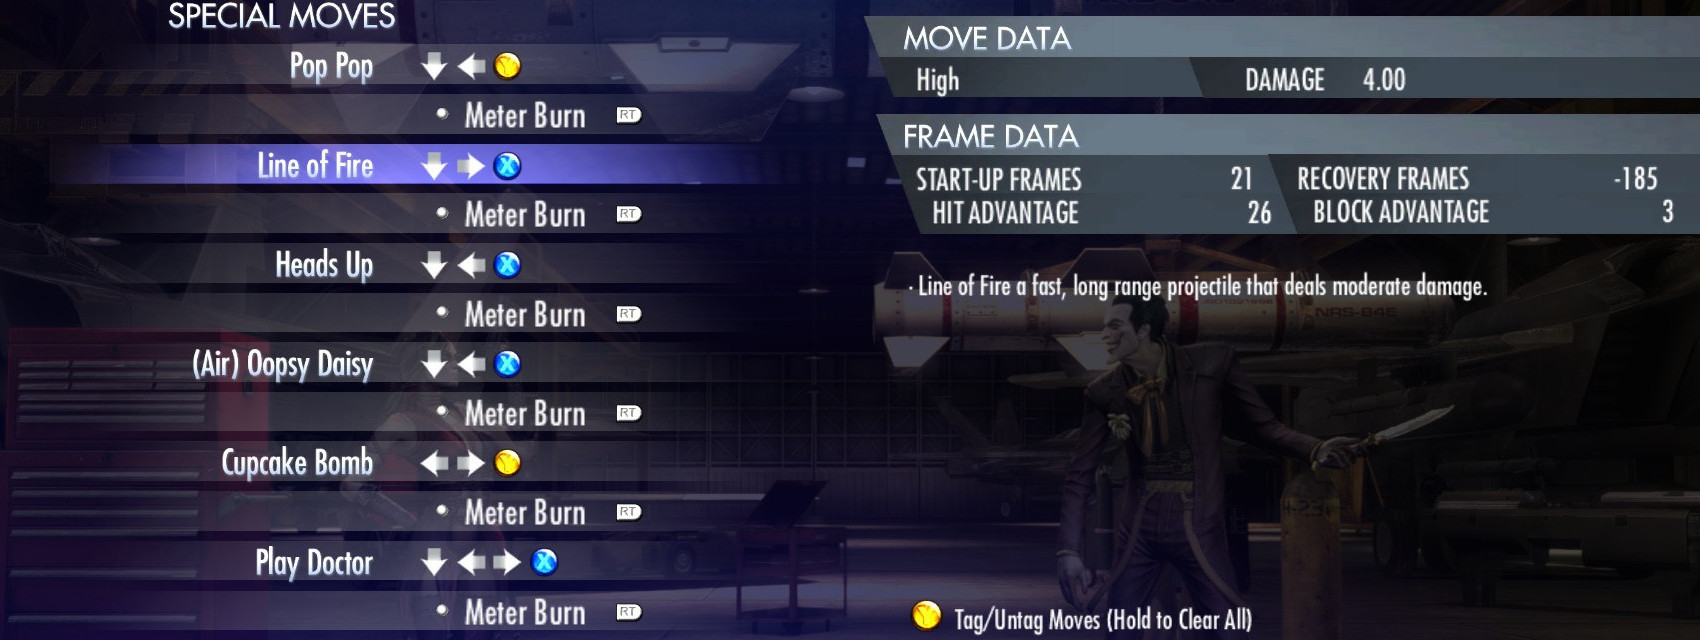 SPECIAL MOVES
Pop Pop Y
Meter Burn RT
Line of Fire X
Meter Burn RT
Heads Up X
Meter Burn RT
(Air) Oopsy Daisy X
Meter Burn RT
Cupcake Bomb Y
Meter Burn RT
Play Doctor X
Meter Burn RT
MOVE DATA
High DAMAGE 4.00
FRAME DATA
START-UP FRAMES 21 RECOVERY FRAMES -185
HIT ADVANTAGE 26 BLOCK ADVANTAGE 3
· Line of Fire a fast, long range projectile that deals moderate damage.
NRS-84E
Y Tag/Untag Moves (Hold to Clear All)